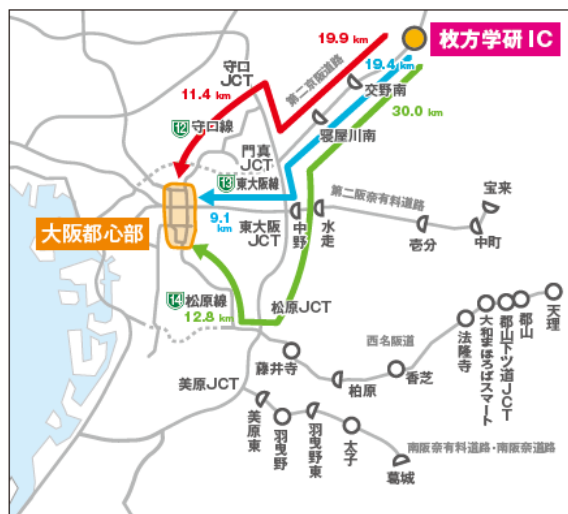 19.9 km
枚方学研 IC
19.4 km
守口
JCT
第二京阪道路
11.4 km
交野南
30.0 km
12 守口線
寝屋川南
門真
JCT
13 東大阪線
宝来
第二阪奈有料道路
大阪都心部
9.1
km
東大阪
JCT
中野
水走
壱分
中町
14 松原線
12.8 km
松原JCT
天理
郡山
郡山下ツ道JCT
大和まほろばスマート
法隆寺
西名阪道
藤井寺
香芝
柏原
美原JCT
美原東
羽曳野
羽曳野東
太子
葛城
南阪奈有料道路・南阪奈道路